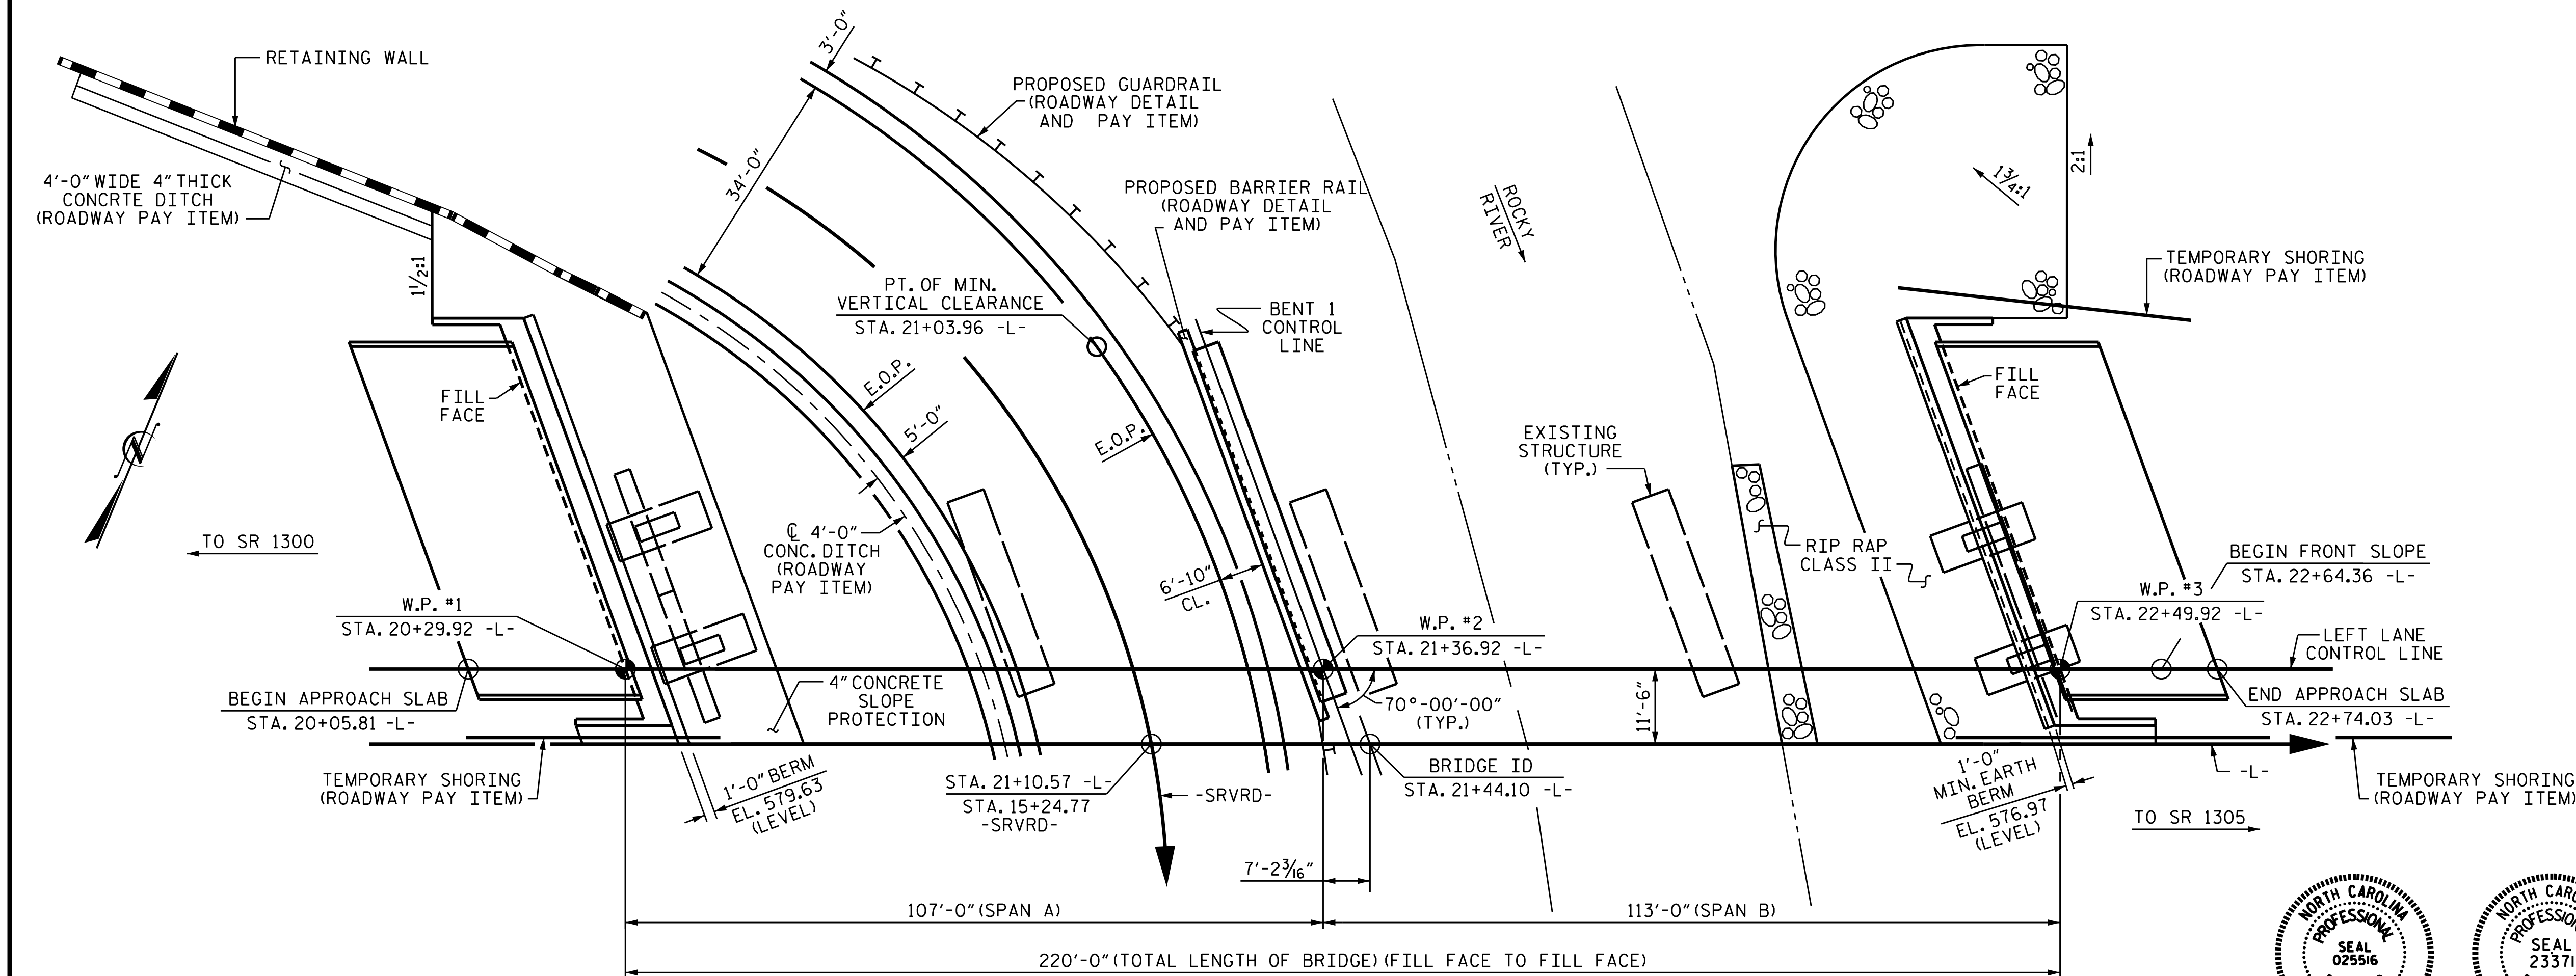 RETAINING WALL
4'-0" WIDE 4" THICK
CONCRTE DITCH
(ROADWAY PAY ITEM)
1½:1
3'-0"
34'-0"
PROPOSED GUARDRAIL
(ROADWAY DETAIL
AND PAY ITEM)
PROPOSED BARRIER RAIL
(ROADWAY DETAIL
AND PAY ITEM)
PT. OF MIN.
VERTICAL CLEARANCE
STA. 21+03.96 -L-
BENT 1
CONTROL
LINE
ROCKY
RIVER
1¾:1
2:1
TEMPORARY SHORING
(ROADWAY PAY ITEM)
FILL
FACE
E.O.P.
5'-0"
E.O.P.
EXISTING
STRUCTURE
(TYP.)
FILL
FACE
N
TO SR 1300
℄ 4'-0"
CONC. DITCH
(ROADWAY
PAY ITEM)
6'-10"
CL.
RIP RAP
CLASS II
BEGIN FRONT SLOPE
STA. 22+64.36 -L-
W.P. #1
STA. 20+29.92 -L-
W.P. #2
STA. 21+36.92 -L-
W.P. #3
STA. 22+49.92 -L-
LEFT LANE
CONTROL LINE
BEGIN APPROACH SLAB
STA. 20+05.81 -L-
4" CONCRETE
SLOPE
PROTECTION
70°-00'-00"
(TYP.)
11'-6"
END APPROACH SLAB
STA. 22+74.03 -L-
TEMPORARY SHORING
(ROADWAY PAY ITEM)
1'-0" BERM
EL. 579.63
(LEVEL)
STA. 21+10.57 -L-
STA. 15+24.77
-SRVRD-
-SRVRD-
BRIDGE ID
STA. 21+44.10 -L-
1'-0"
MIN. EARTH
BERM
EL. 576.97
(LEVEL)
-L-
TEMPORARY SHORING
(ROADWAY PAY ITEM)
TO SR 1305
7'-2 3/16"
107'-0" (SPAN A)
113'-0" (SPAN B)
220'-0" (TOTAL LENGTH OF BRIDGE) (FILL FACE TO FILL FACE)
NORTH CAROLINA
PROFESSIONAL
SEAL
025516
NORTH CARO
PROFESSION
SEAL
23371